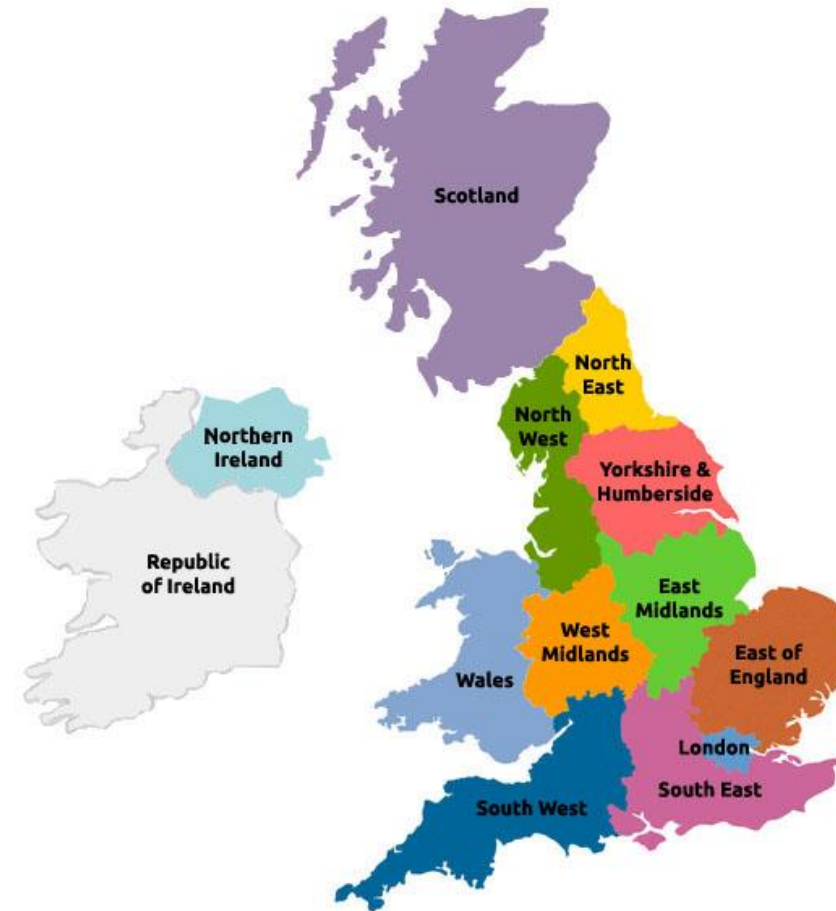 Scotland
North
East
North
West
Northern
Ireland
Yorkshire &
Humberside
Republic
of Ireland
East
Midlands
West
Midlands
East of
England
Wales
London
South East
South West